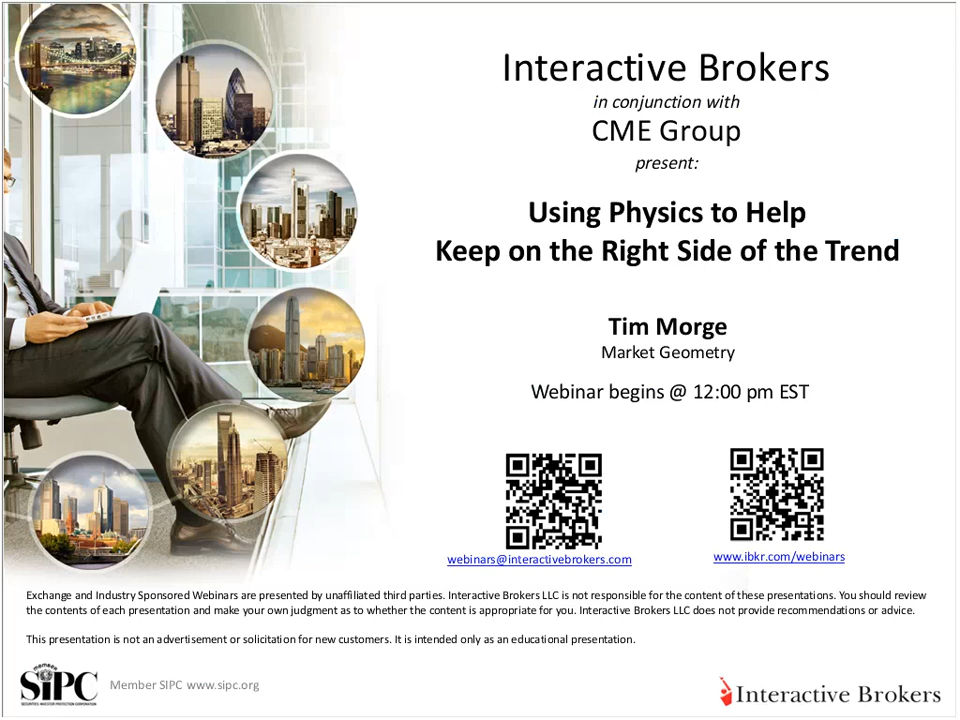 Interactive Brokers
in conjunction with
CME Group
present:
Using Physics to Help
Keep on the Right Side of the Trend
Tim Morge
Market Geometry
Webinar begins @ 12:00 pm EST
webinars@interactivebrokers.com
www.ibkr.com/webinars
Exchange and Industry Sponsored Webinars are presented by unaffiliated third parties. Interactive Brokers LLC is not responsible for the content of these presentations. You should review
the contents of each presentation and make your own judgment as to whether the content is appropriate for you. Interactive Brokers LLC does not provide recommendations or advice.
This presentation is not an advertisement or solicitation for new customers. It is intended only as an educational presentation.
MEMBER
SIPC
SECURITIES INVESTOR PROTECTION CORPORATION
Member SIPC www.sipc.org
Interactive Brokers